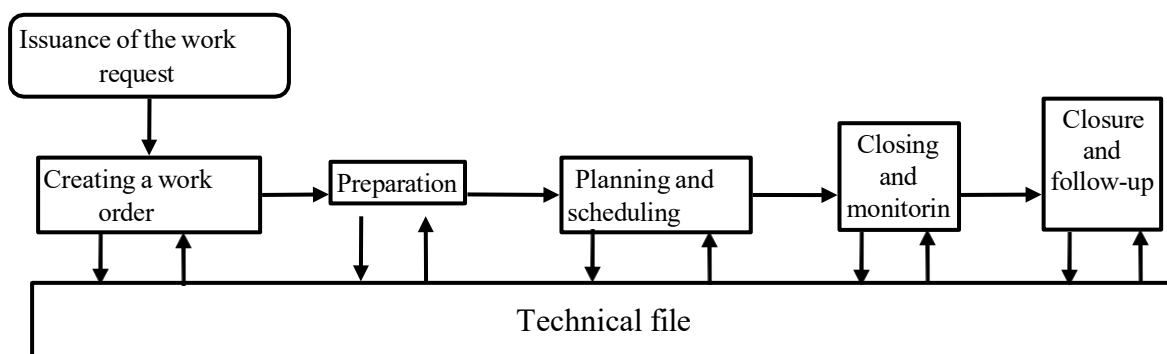 Issuance of the work
request
Creating a work
order
Preparation
Planning and
scheduling
Closing
and
monitorin
Closure
and
follow-up
Technical file